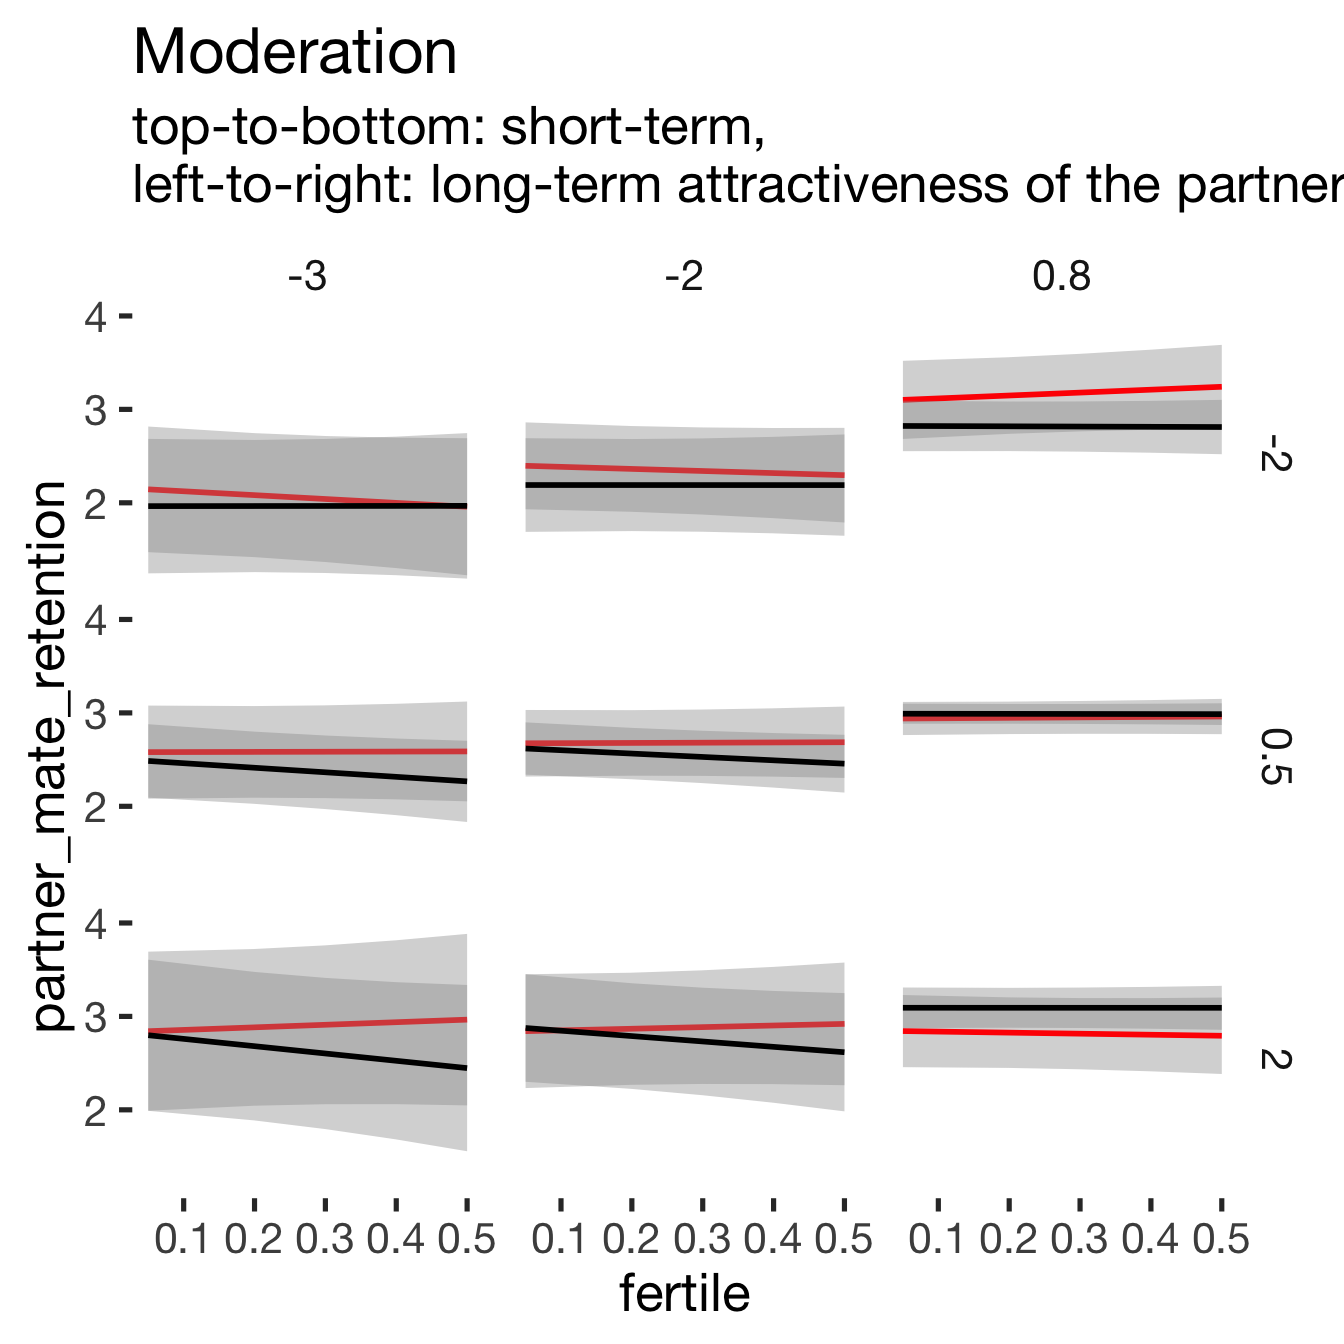 Moderation
top-to-bottom: short-term,
left-to-right: long-term attractiveness of the partner
-3 -2 0.8
4
3
2
-2
4
3
2
0.5
4
3
2
2
partner_mate_retention
0.1 0.2 0.3 0.4 0.5 0.1 0.2 0.3 0.4 0.5 0.1 0.2 0.3 0.4 0.5
fertile